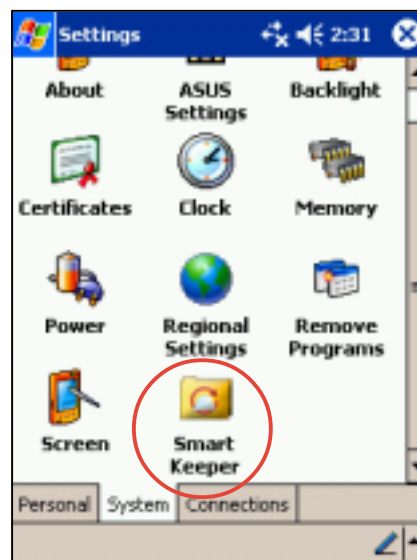 Settings 2:31
About ASUS Settings Backlight
Certificates Clock Memory
Power Regional Settings Remove Programs
Screen Smart Keeper
Personal System Connections